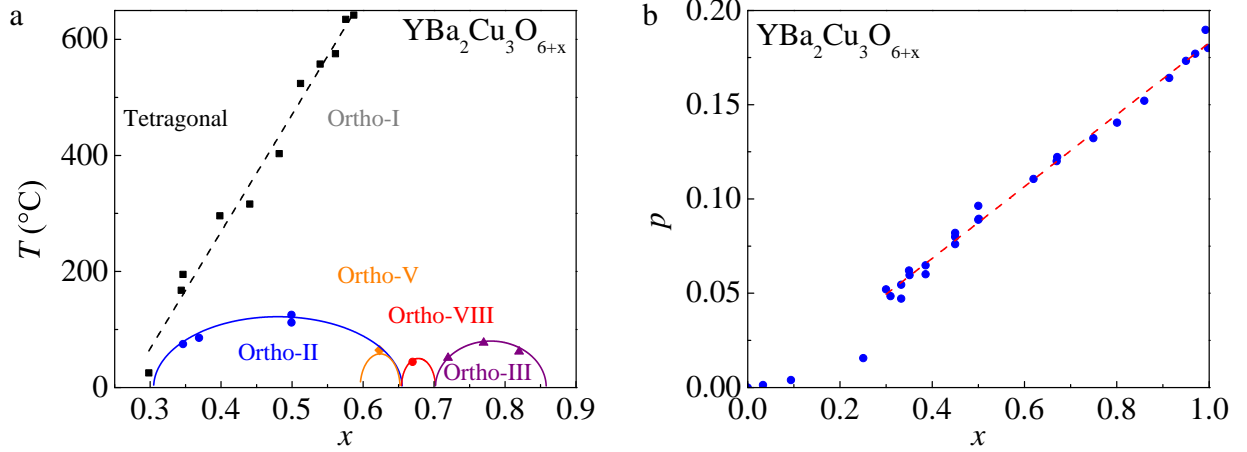 a
YBa2Cu3O6+x
Tetragonal
Ortho-I
Ortho-V
Ortho-VIII
Ortho-II
Ortho-III
T (°C)
600
400
200
0
0.3 0.4 0.5 0.6 0.7 0.8 0.9
x
b
YBa2Cu3O6+x
p
0.20
0.15
0.10
0.05
0.00
0.0 0.2 0.4 0.6 0.8 1.0
x